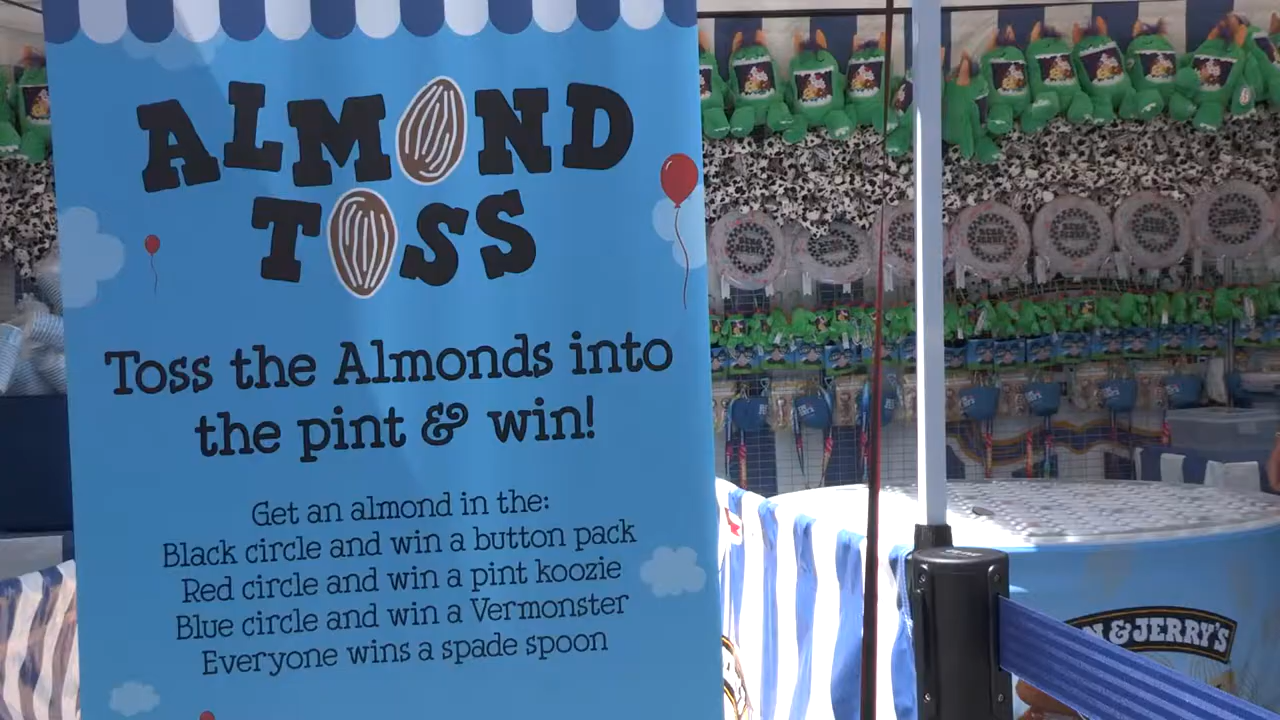 ALMOND
TOSS
Toss the Almonds into
the pint & win!
Get an almond in the:
Black circle and win a button pack
Red circle and win a pint koozie
Blue circle and win a Vermonster
Everyone wins a spade spoon
N & JERRY'S